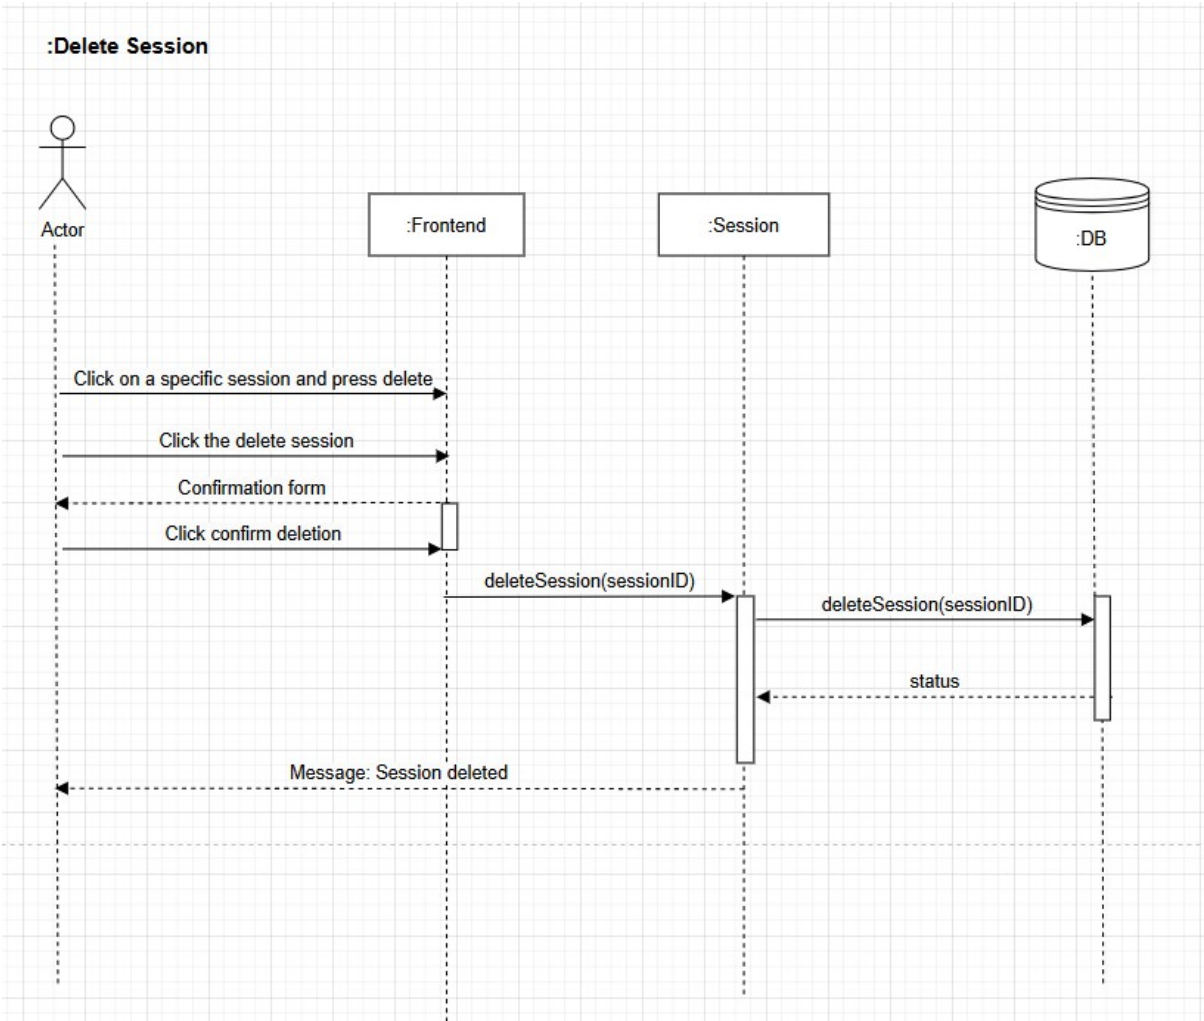 :Delete Session
Actor
:Frontend
:Session
:DB
Click on a specific session and press delete
Click the delete session
Confirmation form
Click confirm deletion
deleteSession(sessionID)
deleteSession(sessionID)
status
Message: Session deleted